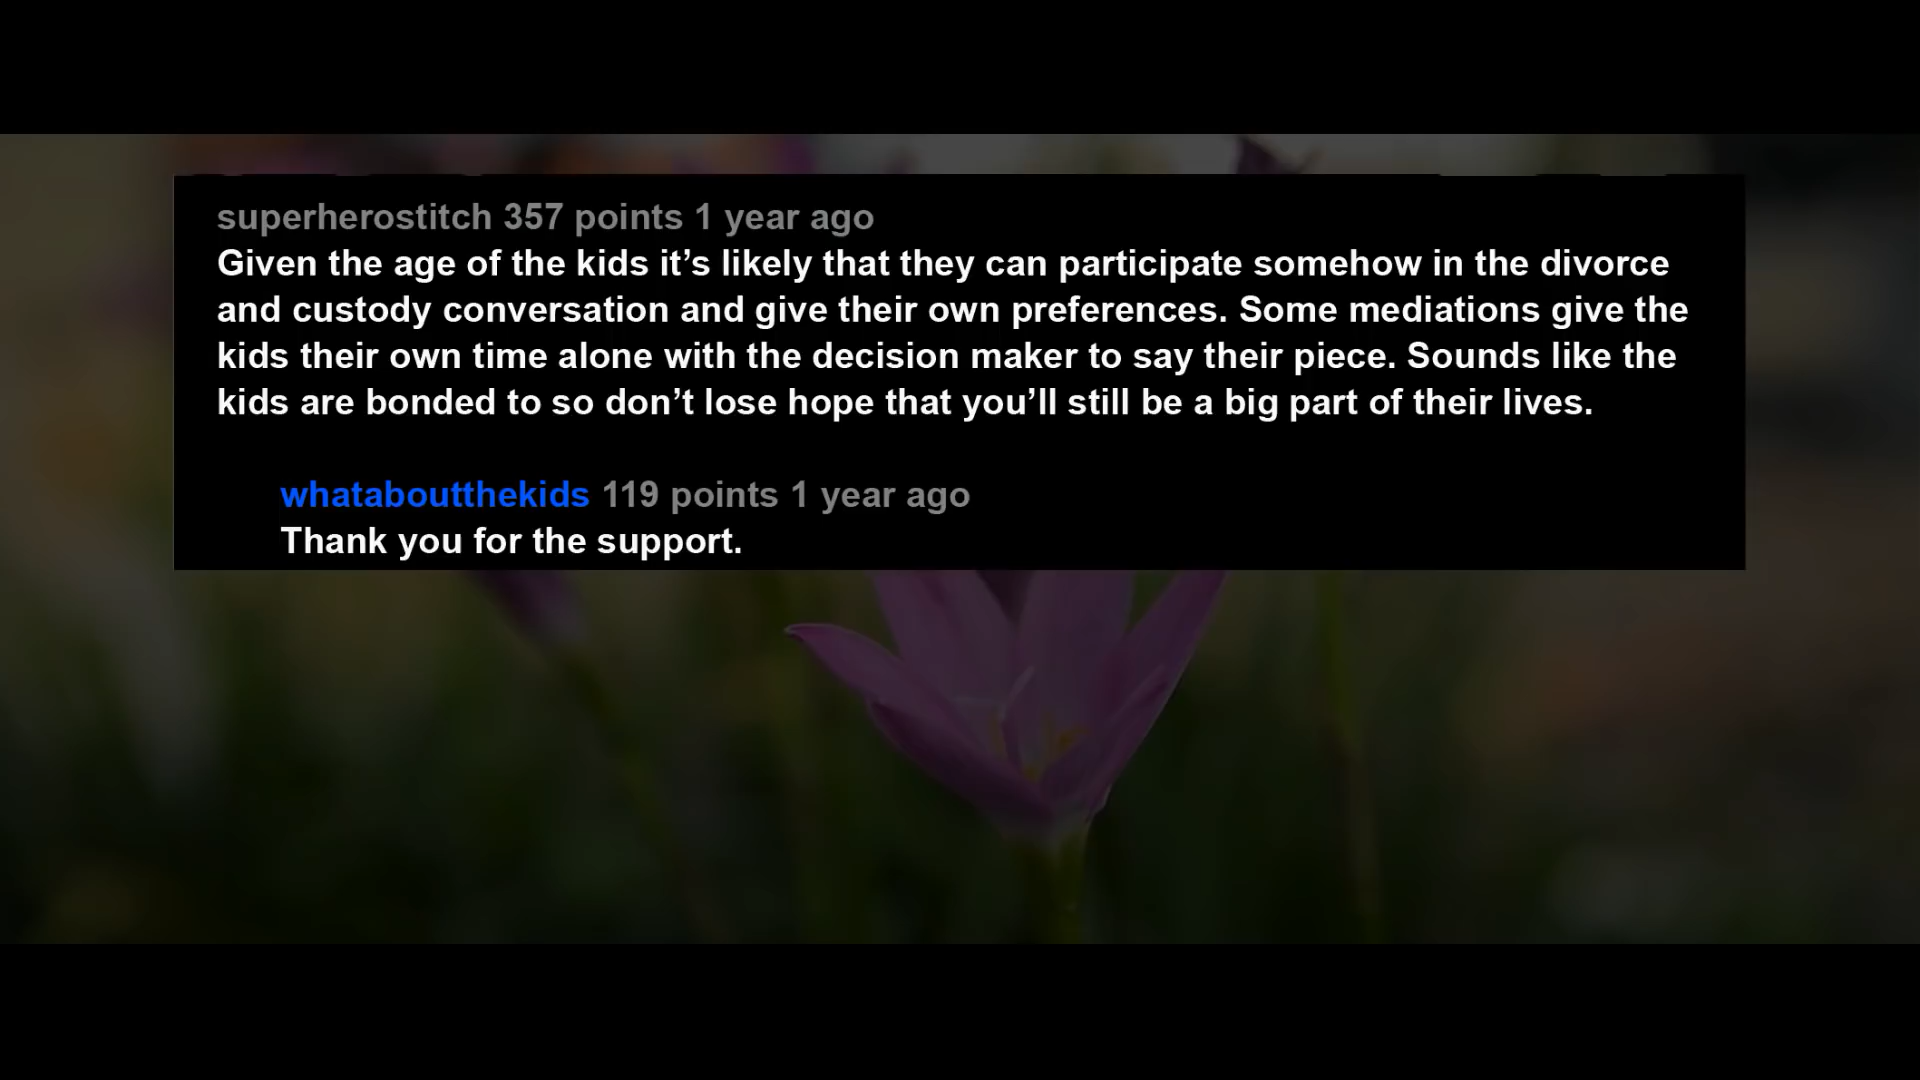 superherostitch 357 points 1 year ago
Given the age of the kids it’s likely that they can participate somehow in the divorce
and custody conversation and give their own preferences. Some mediations give the
kids their own time alone with the decision maker to say their piece. Sounds like the
kids are bonded to so don’t lose hope that you’ll still be a big part of their lives.
whataboutthekids 119 points 1 year ago
Thank you for the support.